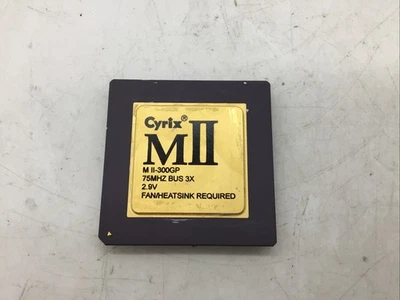 Cyrix®
MII
M II-300GP
75MHZ BUS 3X
2.9V
FAN/HEATSINK REQUIRED